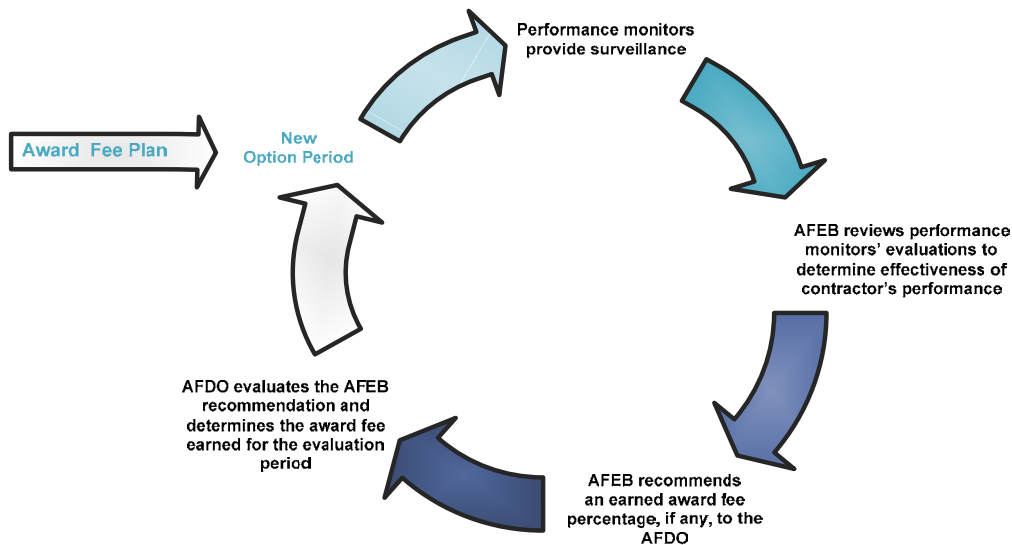 Award Fee Plan
New
Option Period
Performance monitors
provide surveillance
AFEB reviews performance
monitors' evaluations to
determine effectiveness of
contractor's performance
AFEB recommends
an earned award fee
percentage, if any, to the
AFDO
AFDO evaluates the AFEB
recommendation and
determines the award fee
earned for the evaluation
period